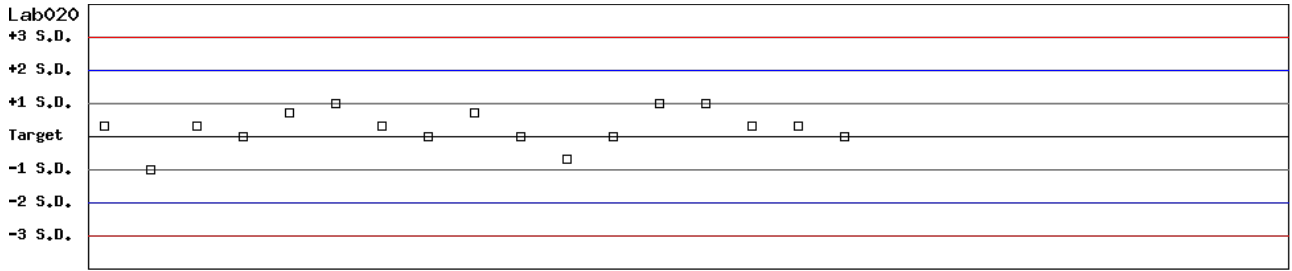 Lab020
+3 S.D.
+2 S.D.
+1 S.D.
Target
-1 S.D.
-2 S.D.
-3 S.D.